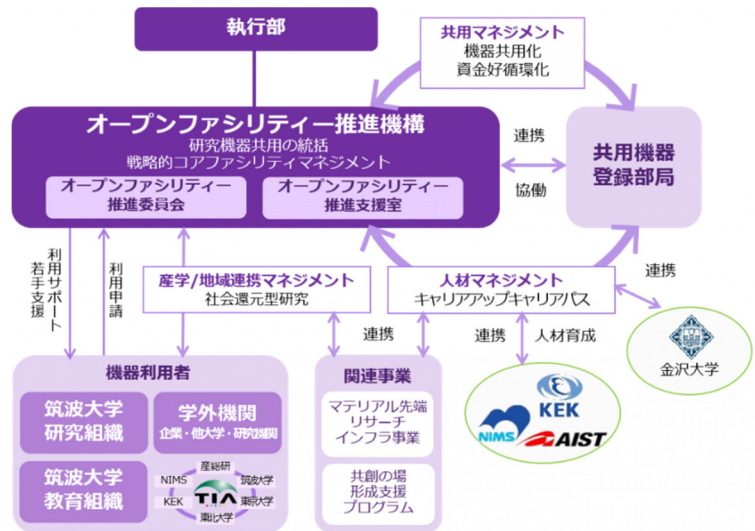 執行部
共用マネジメント
機器共用化
資金好循環化
オープンファシリティー推進機構
研究機器共用の統括
戦略的コアファシリティマネジメント
オープンファシリティー
推進委員会
オープンファシリティー
推進支援室
連携
協働
共用機器
登録部局
利用サポート
若手支援
利用申請
産学/地域連携マネジメント
社会還元型研究
人材マネジメント
キャリアアップキャリアパス
連携
連携
連携
人材育成
金沢大学
機器利用者
筑波大学
研究組織
学外機関
企業・他大学・研究機関
筑波大学
教育組織
産総研
NIMS
筑波大学
KEK
TIA
東京大学
東北大学
関連事業
マテリアル先端
リサーチ
インフラ事業
共創の場
形成支援
プログラム
KEK
NIMS
AIST